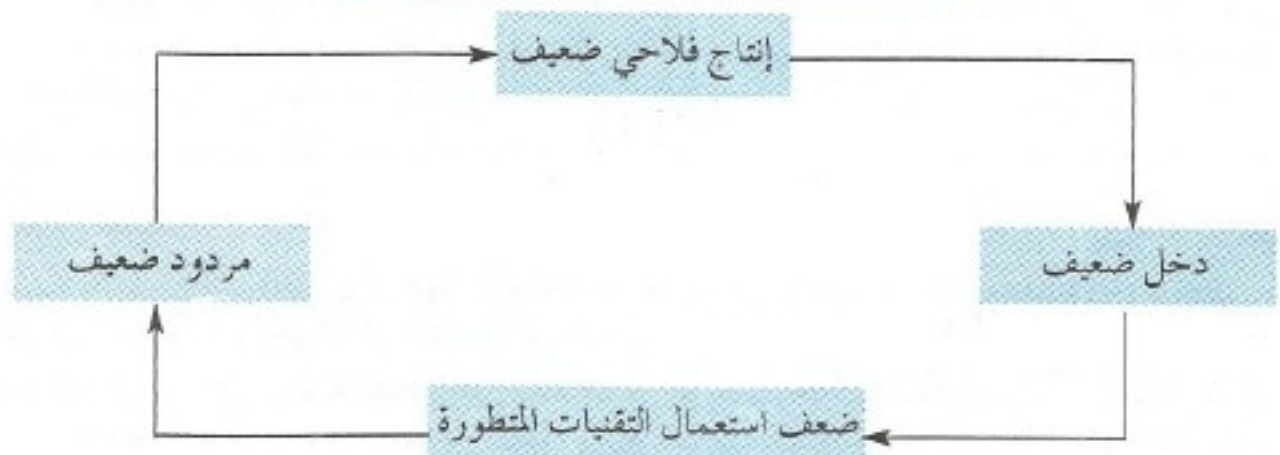 إنتاج فلاحي ضعيف
دخل ضعيف
ضعف استعمال التقنيات المتطورة
مردود ضعيف